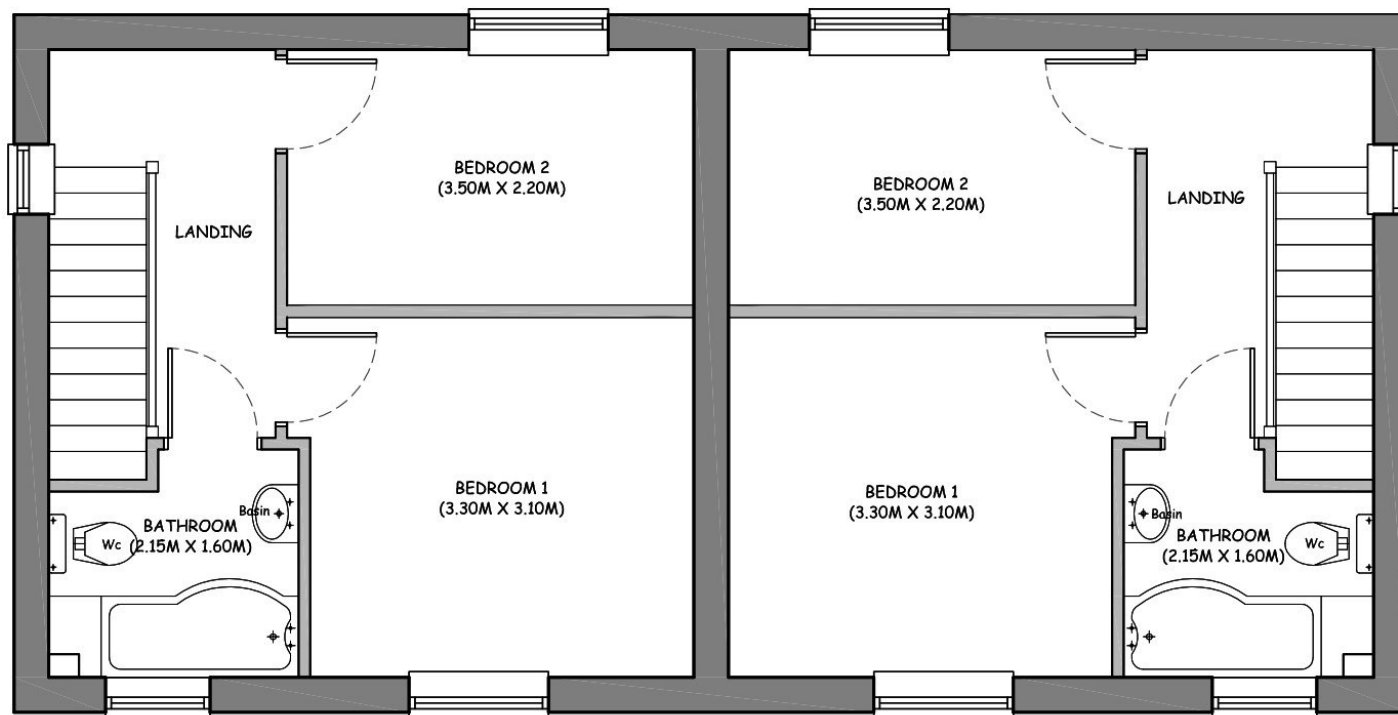 BEDROOM 2
(3.50M X 2.20M)
BEDROOM 2
(3.50M X 2.20M)
LANDING
LANDING
BEDROOM 1
(3.30M X 3.10M)
BEDROOM 1
(3.30M X 3.10M)
Basin
BATHROOM
(2.15M X 1.60M)
Wc
Basin
BATHROOM
(2.15M X 1.60M)
Wc